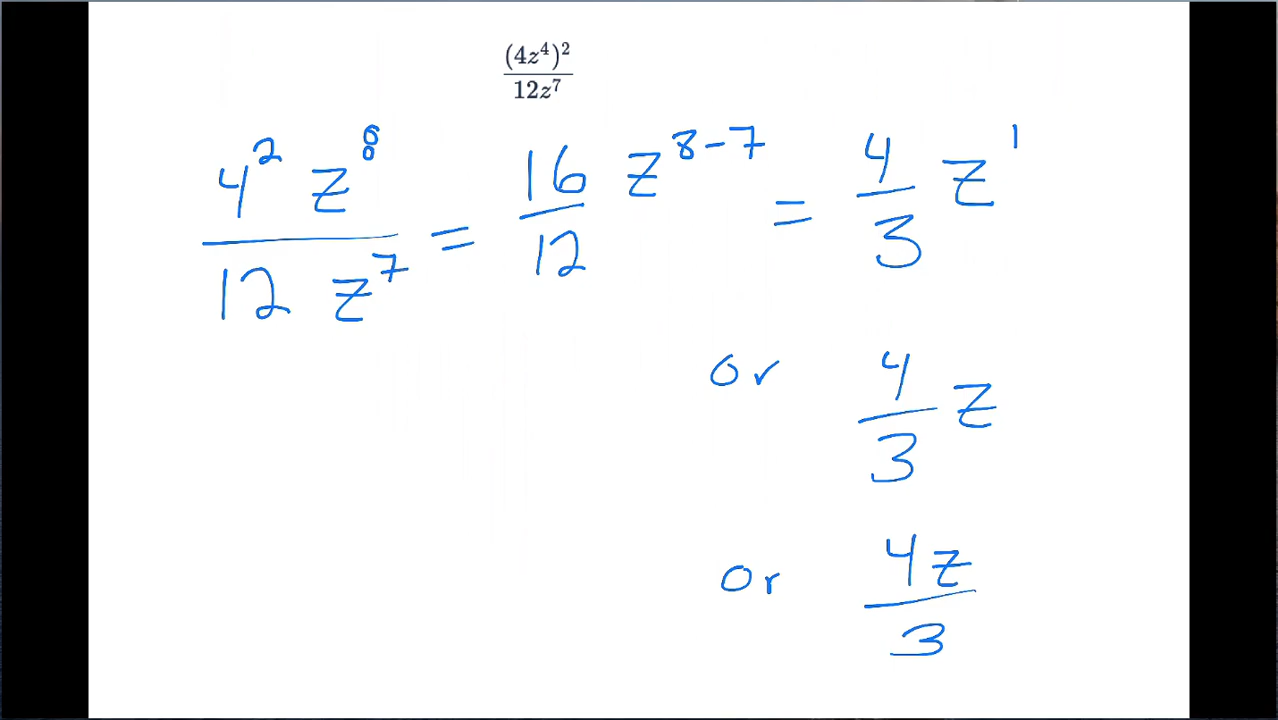 (4z⁴)²/12z⁷
4² z⁸/12 z⁷ = 16/12 z⁸⁻⁷ = 4/3 z¹
or 4/3 z
or 4z/3